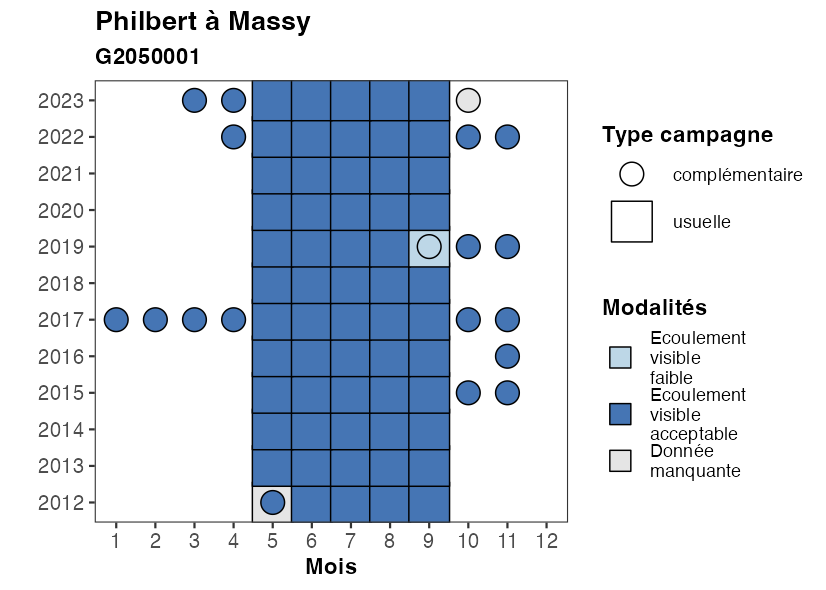 Philbert à Massy
G2050001
2023
2022
2021
2020
2019
2018
2017
2016
2015
2014
2013
2012
1 2 3 4 5 6 7 8 9 10 11 12
Mois
Type campagne
complémentaire
usuelle
Modalités
Ecoulement
visible
faible
Ecoulement
visible
acceptable
Donnée
manquante